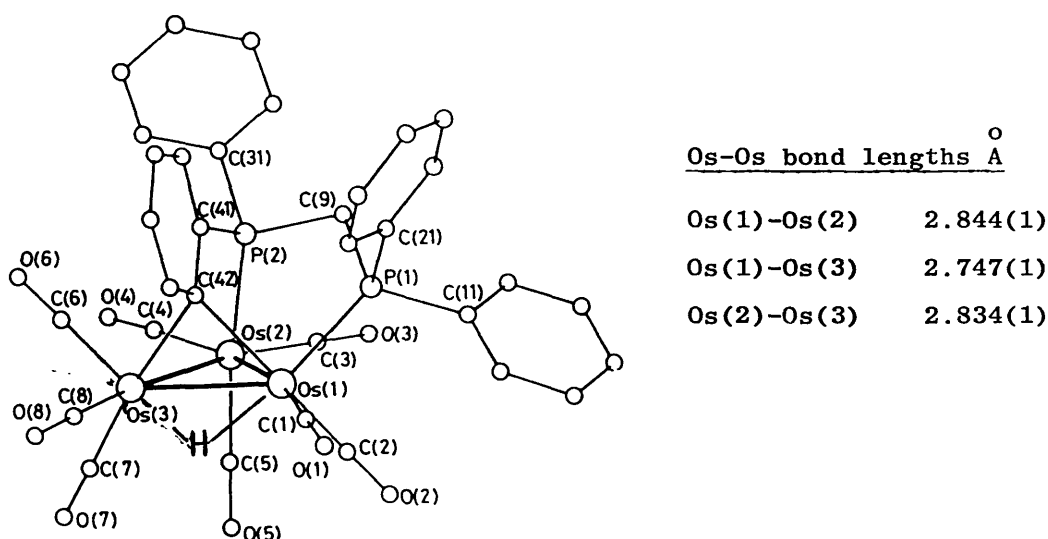 C(31)
C(9)
C(41)
C(21)
P(2)
O(6)
C(42)
P(1)
C(11)
C(6)
O(4)
C(4)
Os(2)
O(3)
C(3)
C(8)
Os(3)
Os(1)
O(8)
H
C(1)
C(7)
C(5)
O(1)
C(2)
O(7)
O(2)
O(5)
Os-Os bond lengths Å
Os(1)-Os(2) 2.844(1)
Os(1)-Os(3) 2.747(1)
Os(2)-Os(3) 2.834(1)